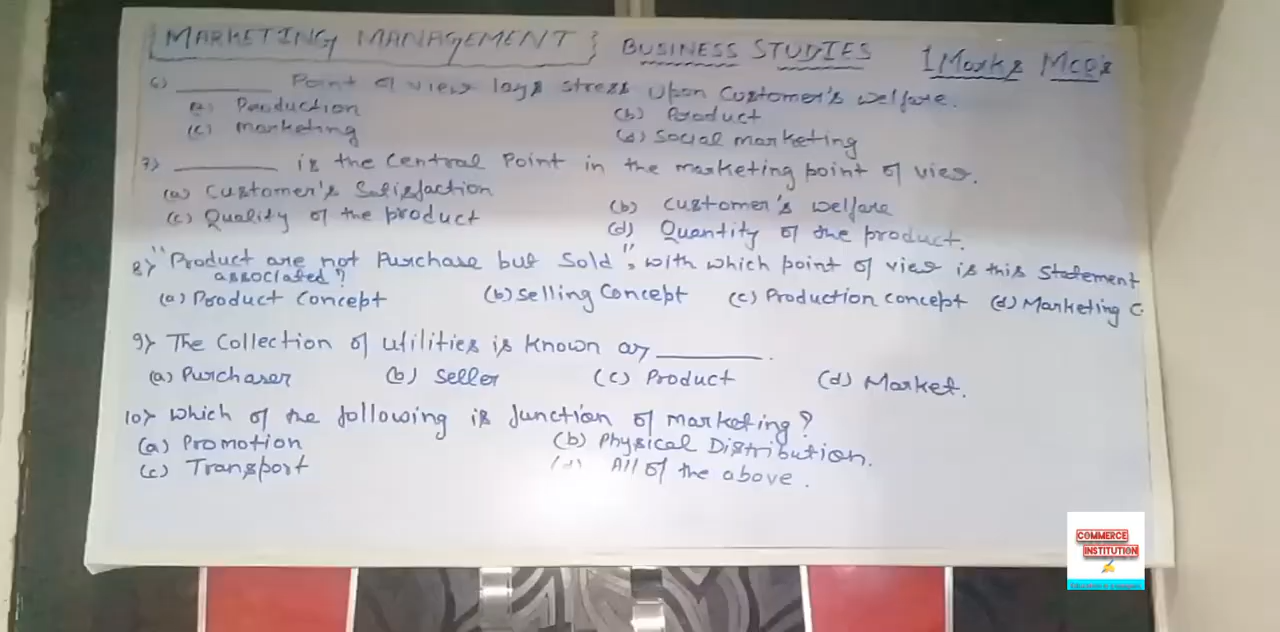 MARKETING MANAGEMENT } BUSINESS STUDIES 1 Marks MCQ's
6) ________ Point of view lays stress upon customer's welfare.
(a) Production (b) Product
(c) marketing (d) Social marketing
7) ________ is the central point in the marketing point of view.
(a) Customer's Satisfaction (b) Customer's welfare
(c) Quality of the product (d) Quantity of the product.
8) "Product are not Purchase but Sold", with which point of view is this Statement
associated?
(a) Product Concept (b) Selling Concept (c) Production concept (d) Marketing C
9) The Collection of utilities is known as ________.
(a) Purchaser (b) Seller (c) Product (d) Market.
10) Which of the following is function of marketing?
(a) Promotion (b) Physical Distribution.
(c) Transport (d) All of the above.
COMMERCE
INSTITUTION